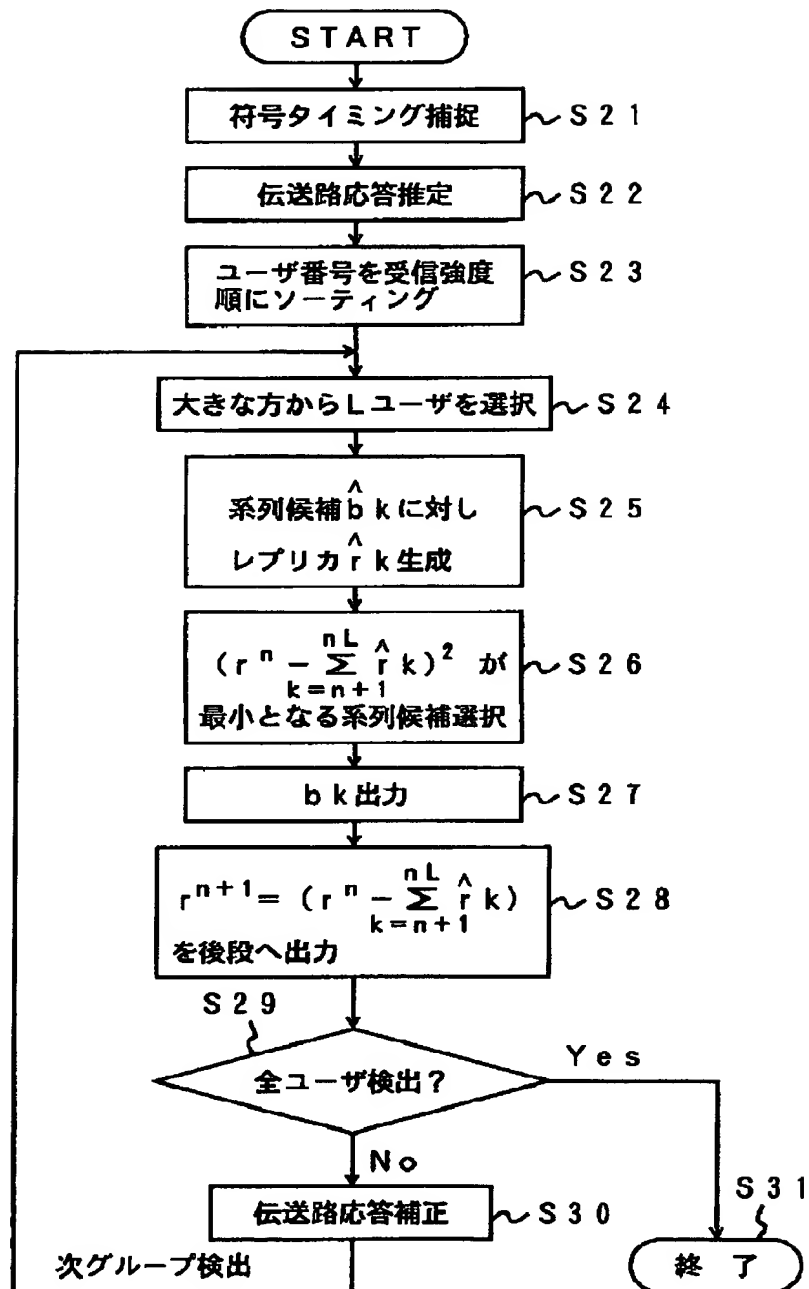 START
符号タイミング捕捉 S21
伝送路応答推定 S22
ユーザ番号を受信強度 S23
順にソーティング
大きな方からLユーザを選択 S24
系列候補b̂kに対し S25
レプリカr̂k生成
(rⁿ − Σ_{k=n+1}^{nL} r̂k)² が S26
最小となる系列候補選択
bk出力 S27
rⁿ⁺¹= (rⁿ − Σ_{k=n+1}^{nL} r̂k) S28
を後段へ出力
S29
全ユーザ検出？ Yes
No
伝送路応答補正 S30
S31
次グループ検出
終了